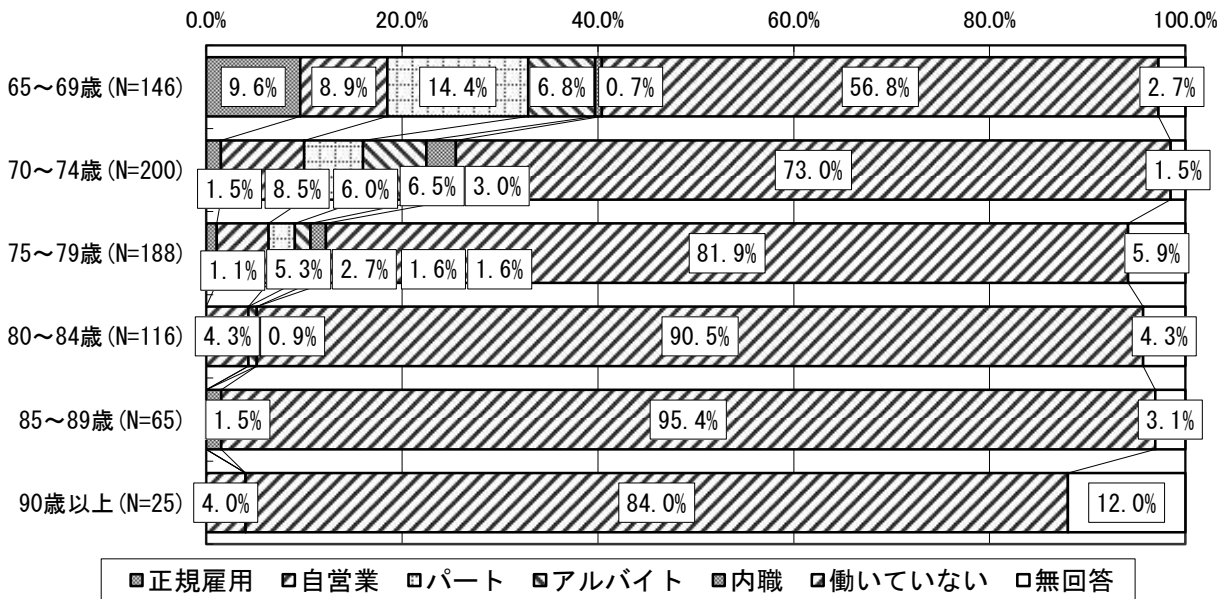 0.0% 20.0% 40.0% 60.0% 80.0% 100.0%
65～69歳(N=146) 9.6% 8.9% 14.4% 6.8% 0.7% 56.8% 2.7%
70～74歳(N=200) 1.5% 8.5% 6.0% 6.5% 3.0% 73.0% 1.5%
75～79歳(N=188) 1.1% 5.3% 2.7% 1.6% 1.6% 81.9% 5.9%
80～84歳(N=116) 4.3% 0.9% 90.5% 4.3%
85～89歳(N=65) 1.5% 95.4% 3.1%
90歳以上(N=25) 4.0% 84.0% 12.0%
正規雇用 自営業 パート アルバイト 内職 働いていない 無回答